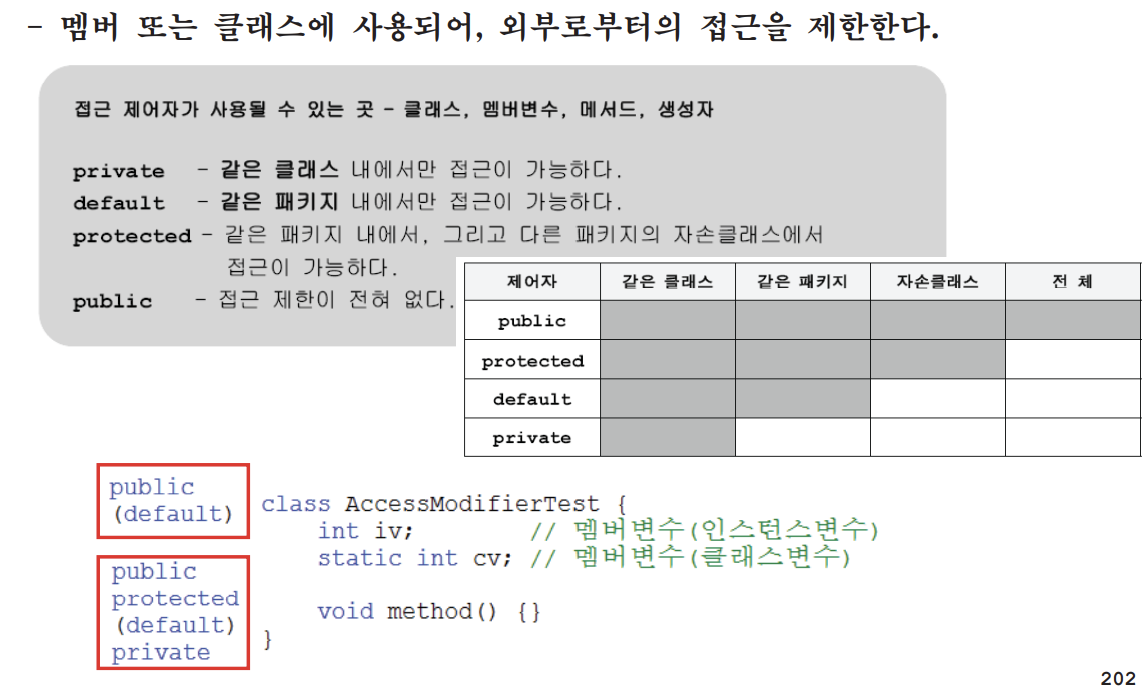 - 멤버 또는 클래스에 사용되어, 외부로부터의 접근을 제한한다.
접근 제어자가 사용될 수 있는 곳 - 클래스, 멤버변수, 메서드, 생성자
private - 같은 클래스 내에서만 접근이 가능하다.
default - 같은 패키지 내에서만 접근이 가능하다.
protected - 같은 패키지 내에서, 그리고 다른 패키지의 자손클래스에서
접근이 가능하다.
public - 접근 제한이 전혀 없다.
제어자 같은 클래스 같은 패키지 자손클래스 전 체
public
protected
default
private
public
(default)
class AccessModifierTest {
int iv; // 멤버변수(인스턴스변수)
static int cv; // 멤버변수(클래스변수)
public
protected
(default)
private
void method() {}
}
202